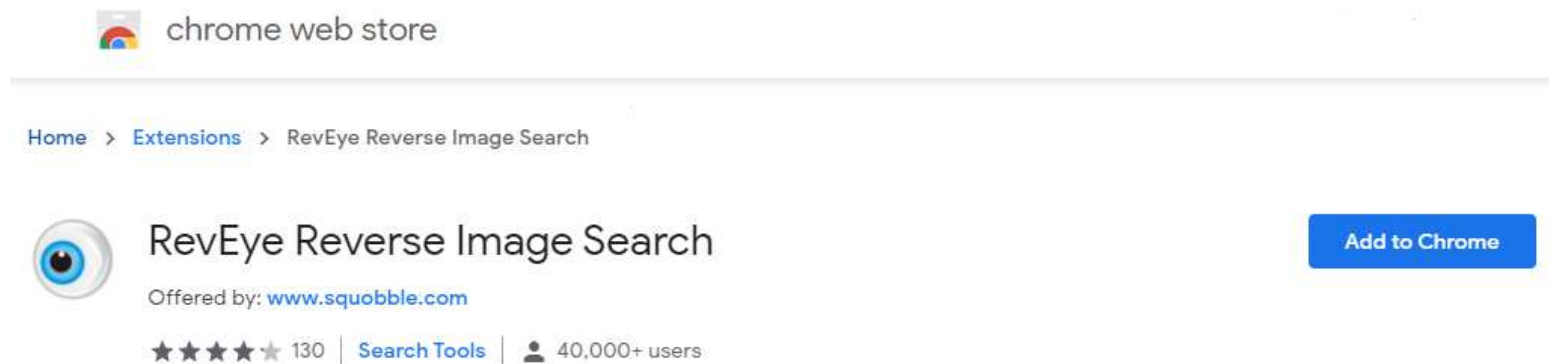 chrome web store
Home > Extensions > RevEye Reverse Image Search
RevEye Reverse Image Search
Add to Chrome
Offered by: www.squobble.com
130 | Search Tools | 40,000+ users